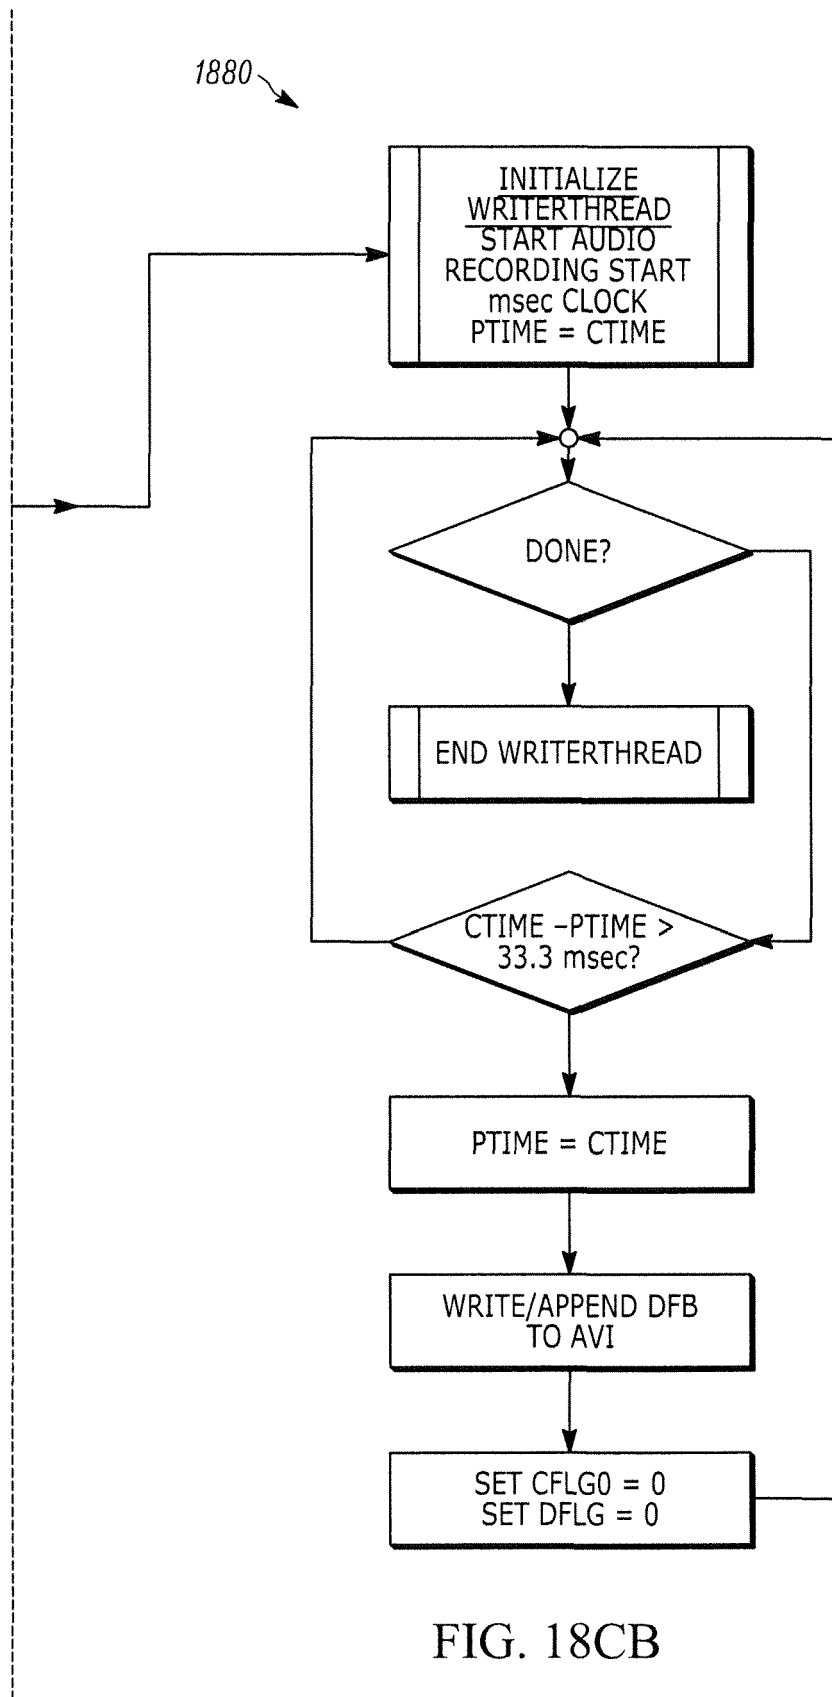 1880
INITIALIZE
WRITERTHREAD
START AUDIO
RECORDING START
msec CLOCK
PTIME = CTIME
DONE?
END WRITERTHREAD
CTIME –PTIME >
33.3 msec?
PTIME = CTIME
WRITE/APPEND DFB
TO AVI
SET CFLG0 = 0
SET DFLG = 0
FIG. 18CB